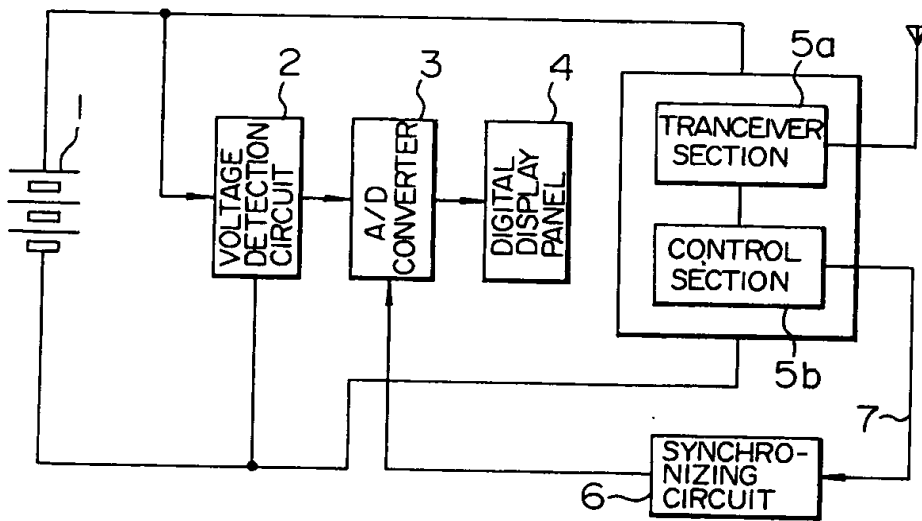 1
2
VOLTAGE
DETECTION
CIRCUIT
3
A/D
CONVERTER
4
DIGITAL
DISPLAY
PANEL
5a
TRANCEIVER
SECTION
CONTROL
SECTION
5b
7
SYNCHRO-
NIZING
CIRCUIT
6